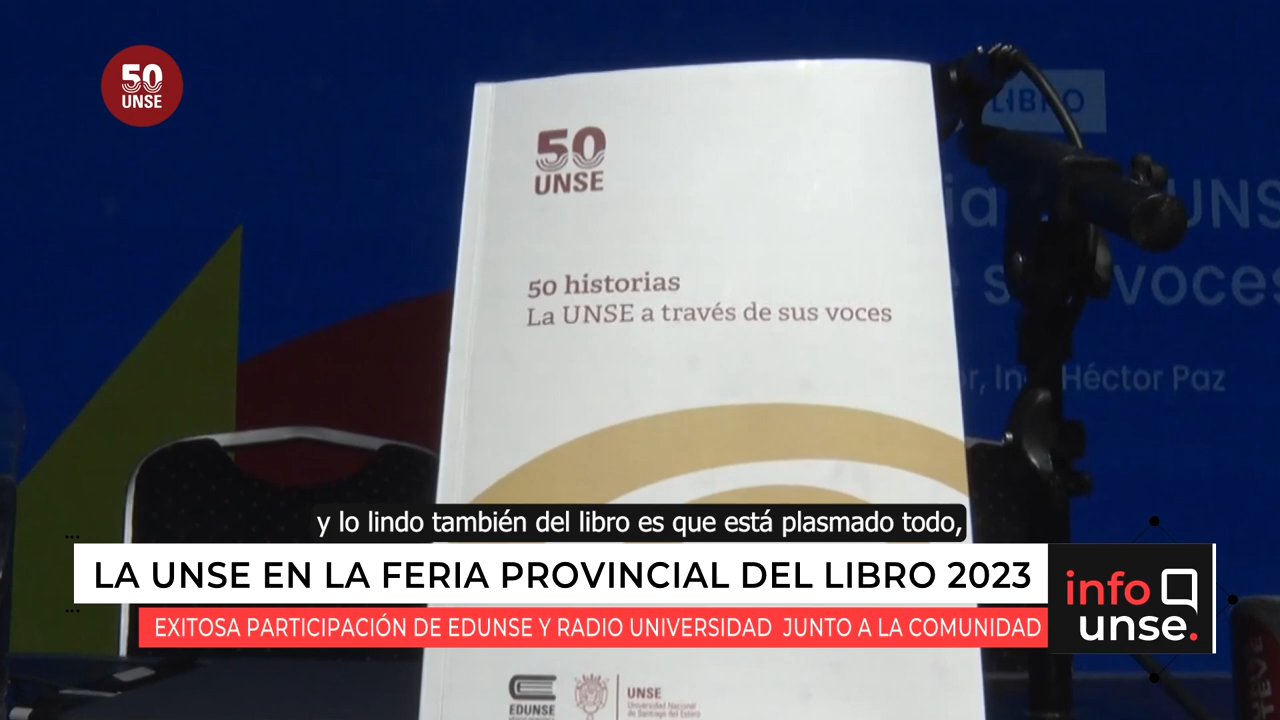 50
UNSE
50
UNSE
50 historias
La UNSE a través de sus voces
LIBRO
UNS
voces
Héctor Paz
y lo lindo también del libro es que está plasmado todo,
LA UNSE EN LA FERIA PROVINCIAL DEL LIBRO 2023
EXITOSA PARTICIPACIÓN DE EDUNSE Y RADIO UNIVERSIDAD JUNTO A LA COMUNIDAD
info
unse.
EDUNSE
UNSE
Universidad Nacional
de Santiago del Estero